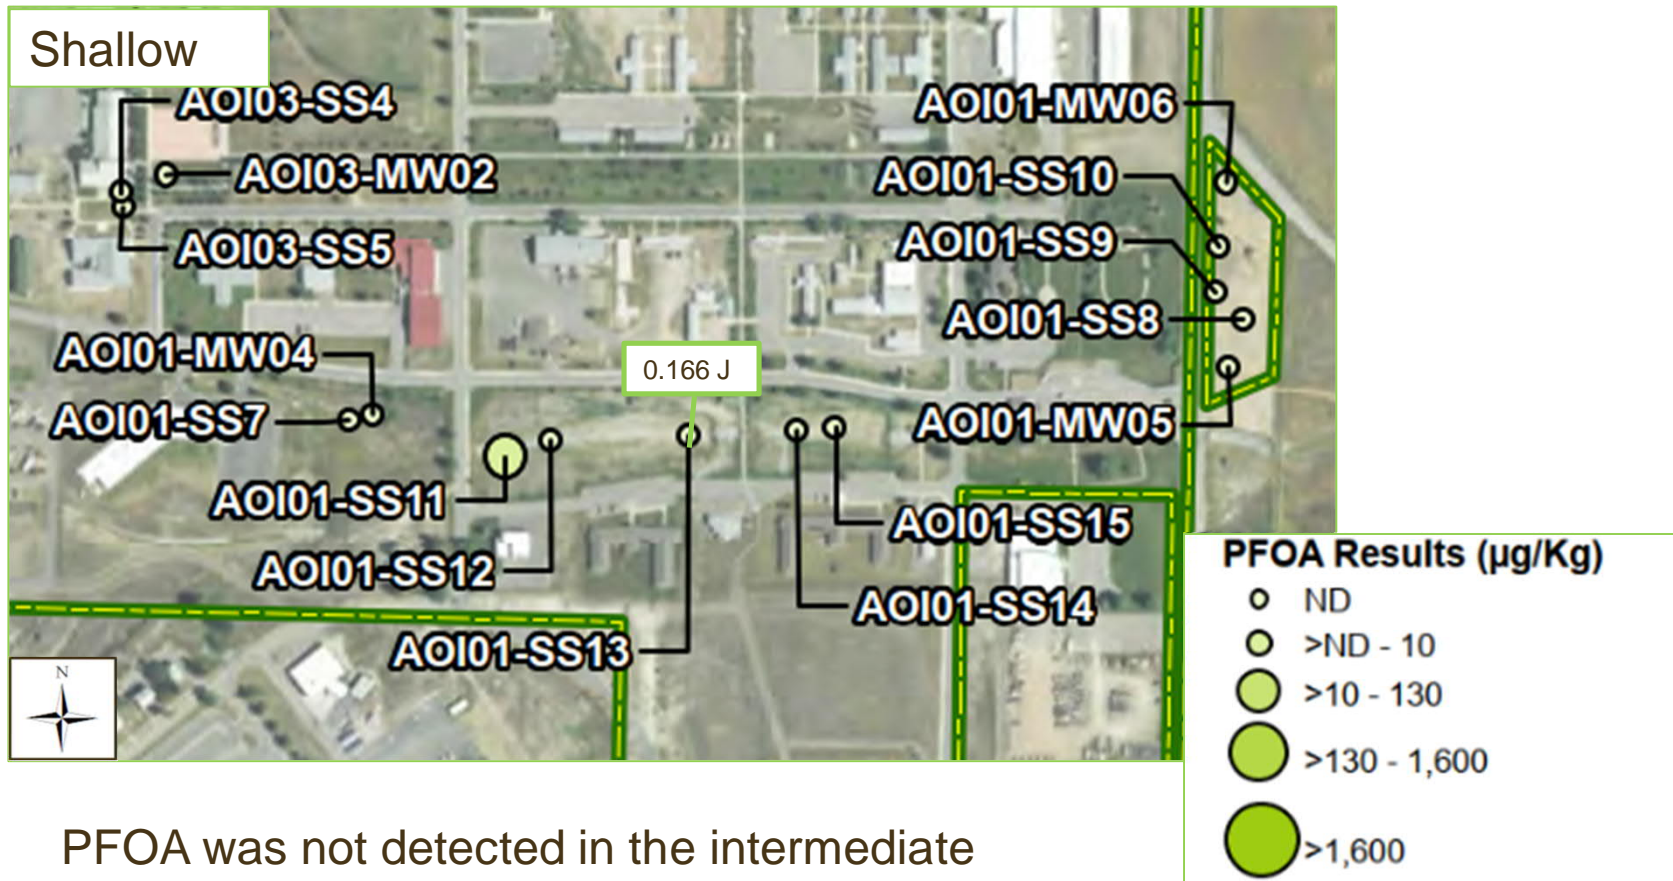 Shallow
AOI03-SS4
AOI01-MW06
AOI03-MW02
AOI01-SS10
AOI03-SS5
AOI01-SS9
AOI01-SS8
AOI01-MW04
0.166 J
AOI01-SS7
AOI01-MW05
AOI01-SS11
AOI01-SS15
AOI01-SS12
AOI01-SS14
AOI01-SS13
N
PFOA Results (µg/Kg)
ND
>ND - 10
>10 - 130
>130 - 1,600
>1,600
PFOA was not detected in the intermediate